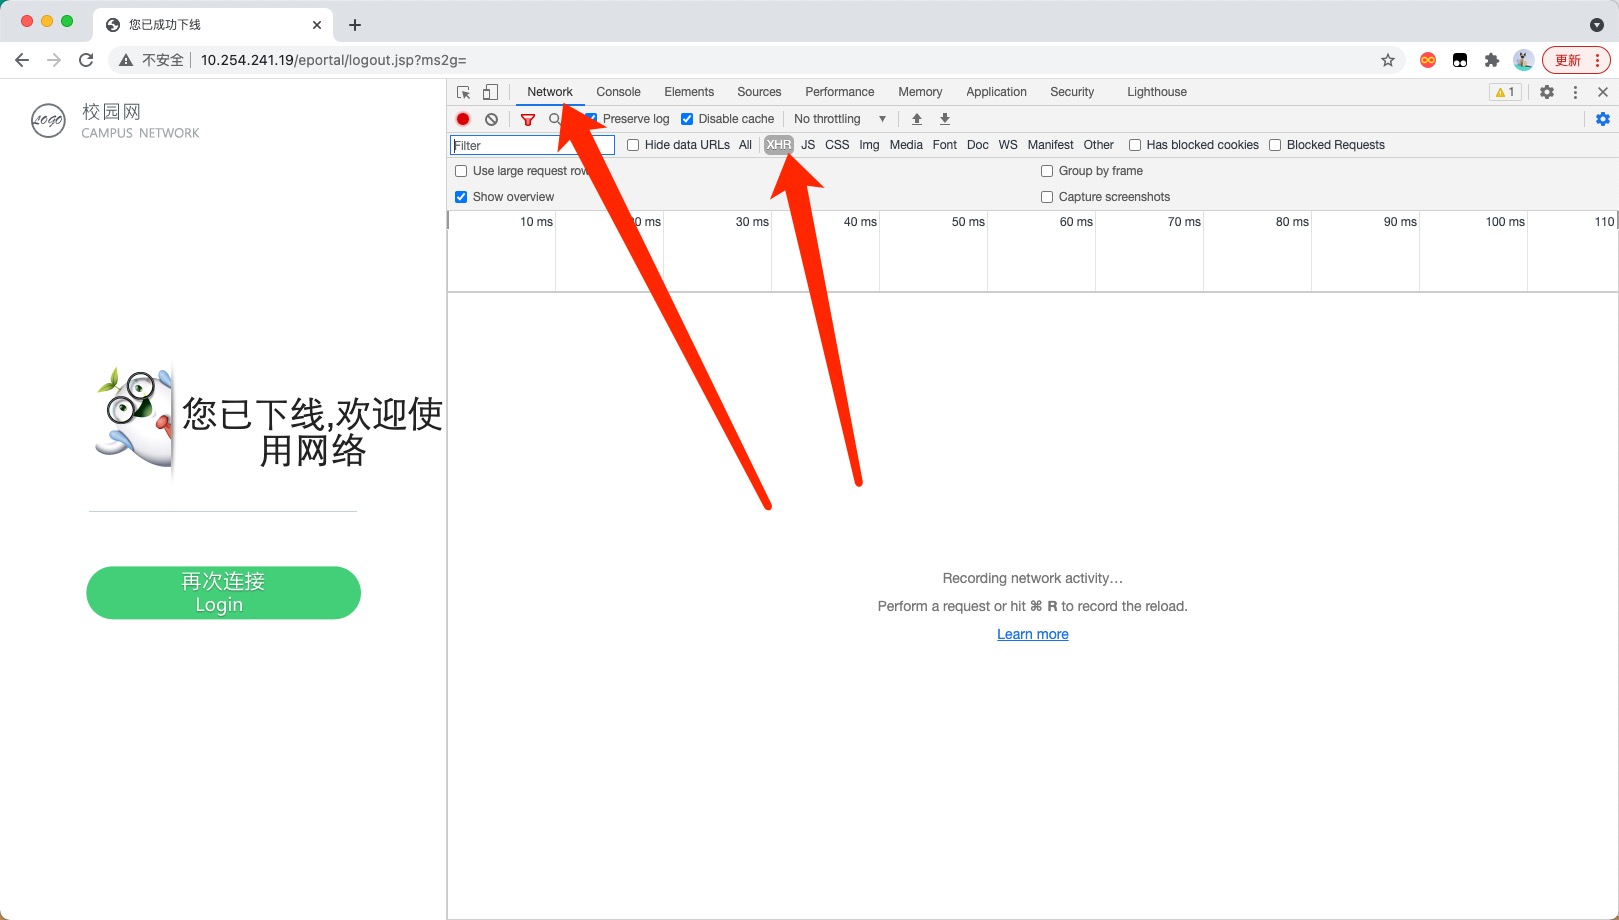 您已成功下线
不安全 10.254.241.19/eportal/logout.jsp?ms2g= 更新
LOGO 校园网
CAMPUS NETWORK
您已下线,欢迎使
用网络
再次连接
Login
Network Console Elements Sources Performance Memory Application Security Lighthouse 1
Preserve log Disable cache No throttling
Filter Hide data URLs All XHR JS CSS Img Media Font Doc WS Manifest Other Has blocked cookies Blocked Requests
Use large request Group by frame
Show overview Capture screenshots
10 ms ms 30 ms 40 ms 50 ms 60 ms 70 ms 80 ms 90 ms 100 ms 110
Recording network activity…
Perform a request or hit ⌘ R to record the reload.
Learn more